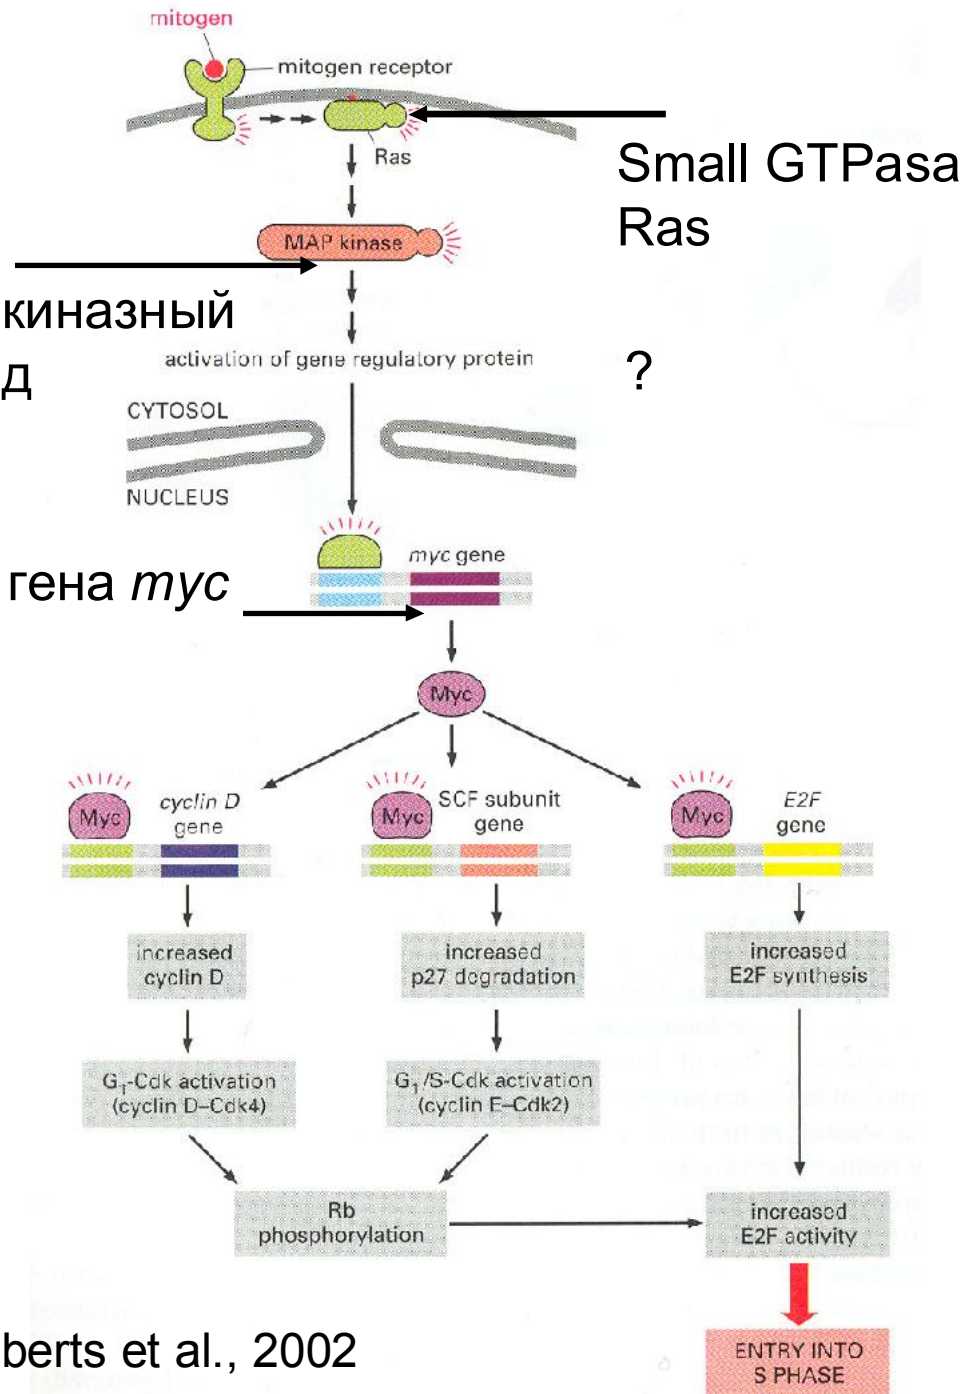 mitogen
mitogen receptor
Ras
Small GTPasa
Ras
MAP kinase
киназный
д
activation of gene regulatory protein
?
CYTOSOL
NUCLEUS
myc gene
гена myc
Myc
Myc
cyclin D
gene
Myc
SCF subunit
gene
Myc
E2F
gene
increased
cyclin D
increased
p27 degradation
increased
E2F synthesis
G1-Cdk activation
(cyclin D–Cdk4)
G1/S-Cdk activation
(cyclin E–Cdk2)
Rb
phosphorylation
increased
E2F activity
berts et al., 2002
ENTRY INTO
S PHASE